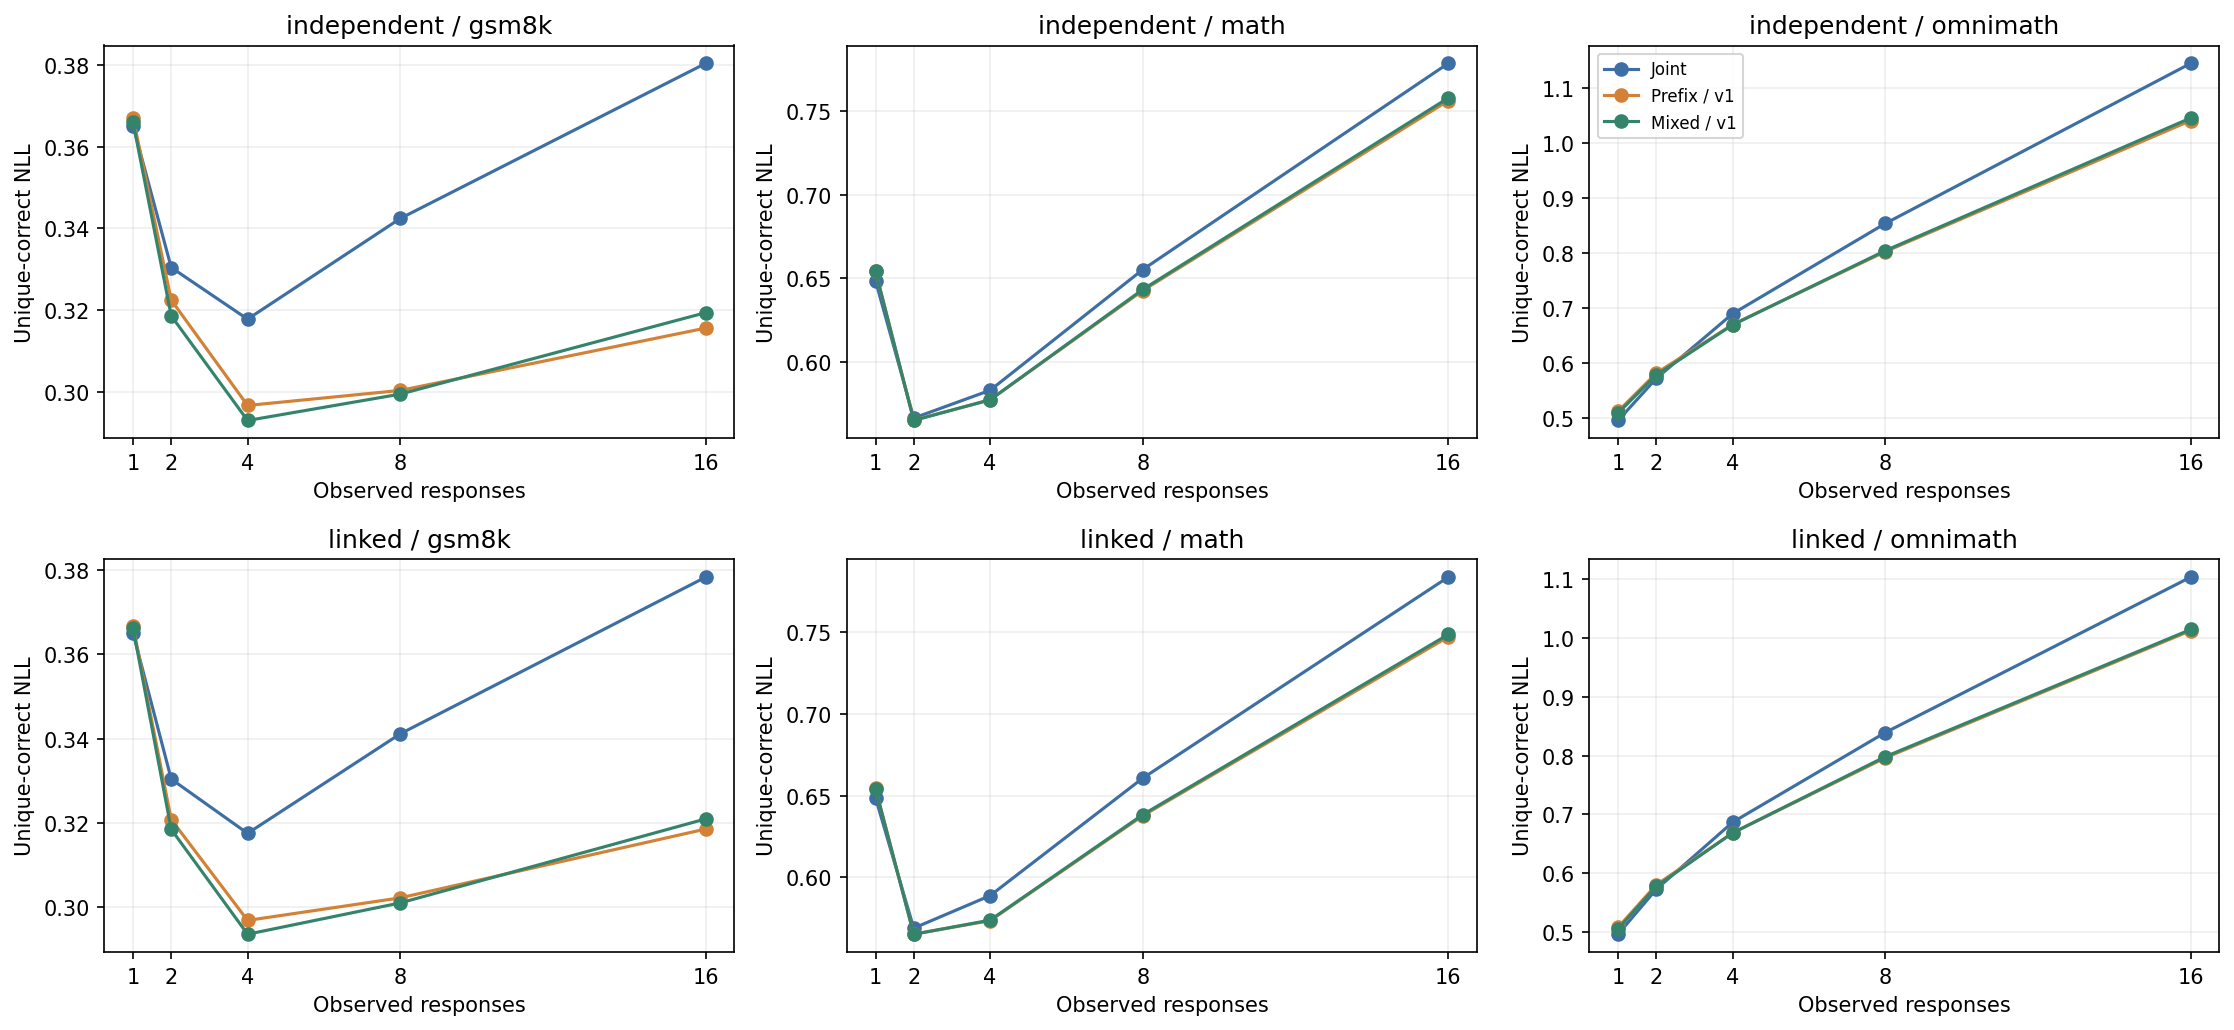 independent / gsm8k
Unique-correct NLL
0.38
0.36
0.34
0.32
0.30
1 2 4 8 16
Observed responses
independent / math
Unique-correct NLL
0.75
0.70
0.65
0.60
1 2 4 8 16
Observed responses
independent / omnimath
Joint
Prefix / v1
Mixed / v1
Unique-correct NLL
1.1
1.0
0.9
0.8
0.7
0.6
0.5
1 2 4 8 16
Observed responses
linked / gsm8k
Unique-correct NLL
0.38
0.36
0.34
0.32
0.30
1 2 4 8 16
Observed responses
linked / math
Unique-correct NLL
0.75
0.70
0.65
0.60
1 2 4 8 16
Observed responses
linked / omnimath
Unique-correct NLL
1.1
1.0
0.9
0.8
0.7
0.6
0.5
1 2 4 8 16
Observed responses